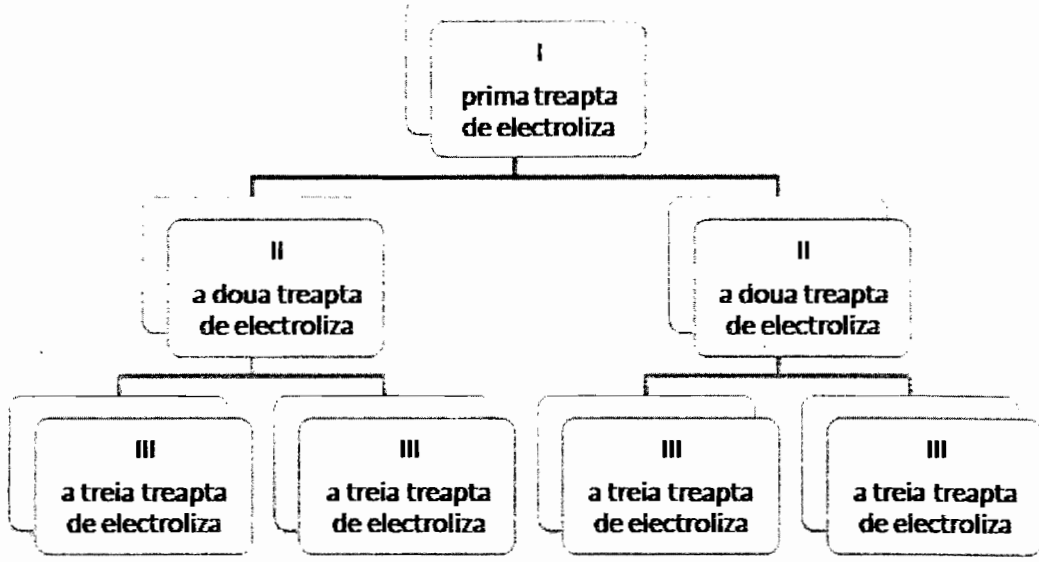 I
prima treapta
de electroliza
II
a doua treapta
de electroliza
II
a doua treapta
de electroliza
III
a treia treapta
de electroliza
III
a treia treapta
de electroliza
III
a treia treapta
de electroliza
III
a treia treapta
de electroliza